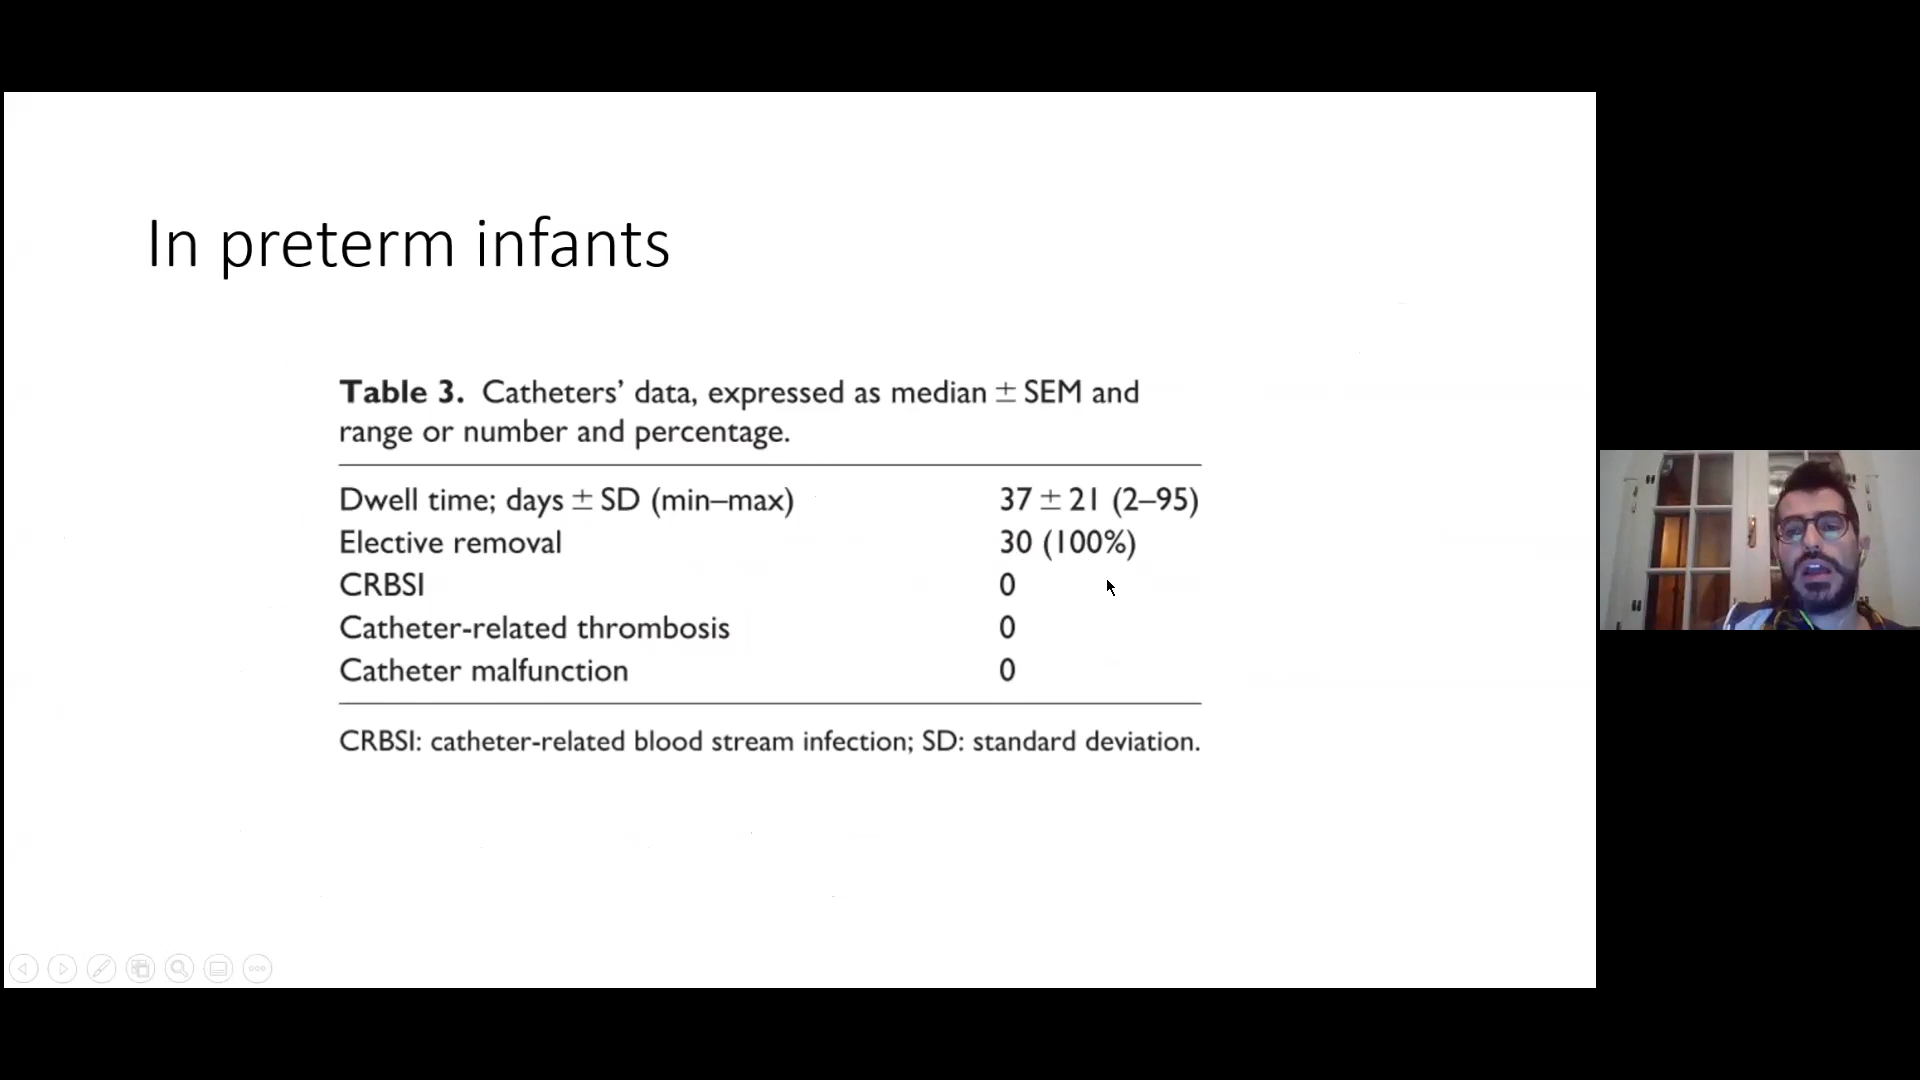 In preterm infants
Table 3. Catheters' data, expressed as median ± SEM and
range or number and percentage.
Dwell time; days ± SD (min–max) 37 ± 21 (2–95)
Elective removal 30 (100%)
CRBSI 0
Catheter-related thrombosis 0
Catheter malfunction 0
CRBSI: catheter-related blood stream infection; SD: standard deviation.